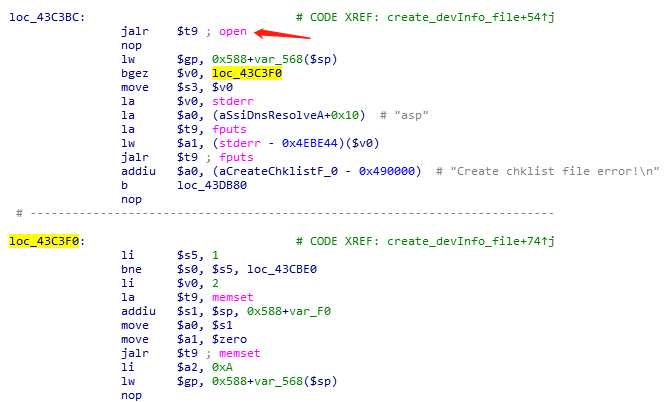 loc_43C3BC: # CODE XREF: create_devInfo_file+54↑j
jalr $t9 ; open
nop
lw $gp, 0x588+var_568($sp)
bgez $v0, loc_43C3F0
move $s3, $v0
la $v0, stderr
la $a0, (aSsiDnsResolveA+0x10) # "asp"
la $t9, fputs
lw $a1, (stderr - 0x4EBE44)($v0)
jalr $t9 ; fputs
addiu $a0, (aCreateChklistF_0 - 0x490000) # "Create chklist file error!\n"
b loc_43DB80
nop
# ---------------------------------------------------------------------------
loc_43C3F0: # CODE XREF: create_devInfo_file+74↑j
li $s5, 1
bne $s0, $s5, loc_43CBE0
li $v0, 2
la $t9, memset
addiu $s1, $sp, 0x588+var_F0
move $a0, $s1
move $a1, $zero
jalr $t9 ; memset
li $a2, 0xA
lw $gp, 0x588+var_568($sp)
nop